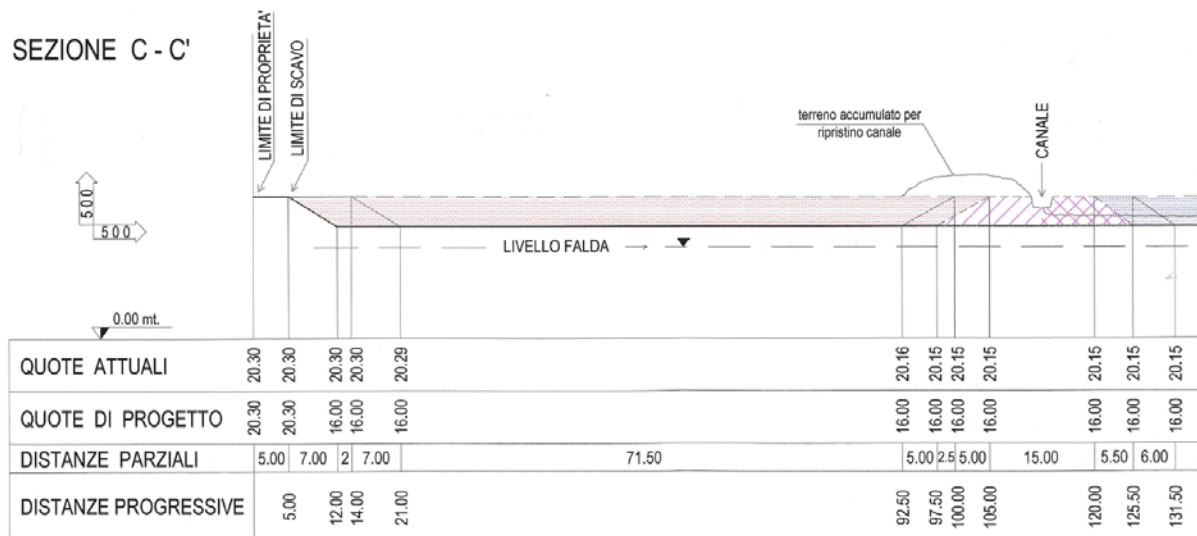 SEZIONE C - C'
LIMITE DI PROPRIETA'
LIMITE DI SCAVO
terreno accumulato per
ripristino canale
CANALE
500
500
LIVELLO FALDA
0.00 mt.
QUOTE ATTUALI 20.30 20.30 20.30 20.30 20.29 20.16 20.15 20.15 20.15 20.15 20.15 20.15
QUOTE DI PROGETTO 20.30 20.30 16.00 16.00 16.00 16.00 16.00 16.00 16.00 16.00 16.00 16.00
DISTANZE PARZIALI 5.00 7.00 2 7.00 71.50 5.00 2.5 5.00 15.00 5.50 6.00
DISTANZE PROGRESSIVE 5.00 12.00 14.00 21.00 92.50 97.50 100.00 105.00 120.00 125.50 131.50